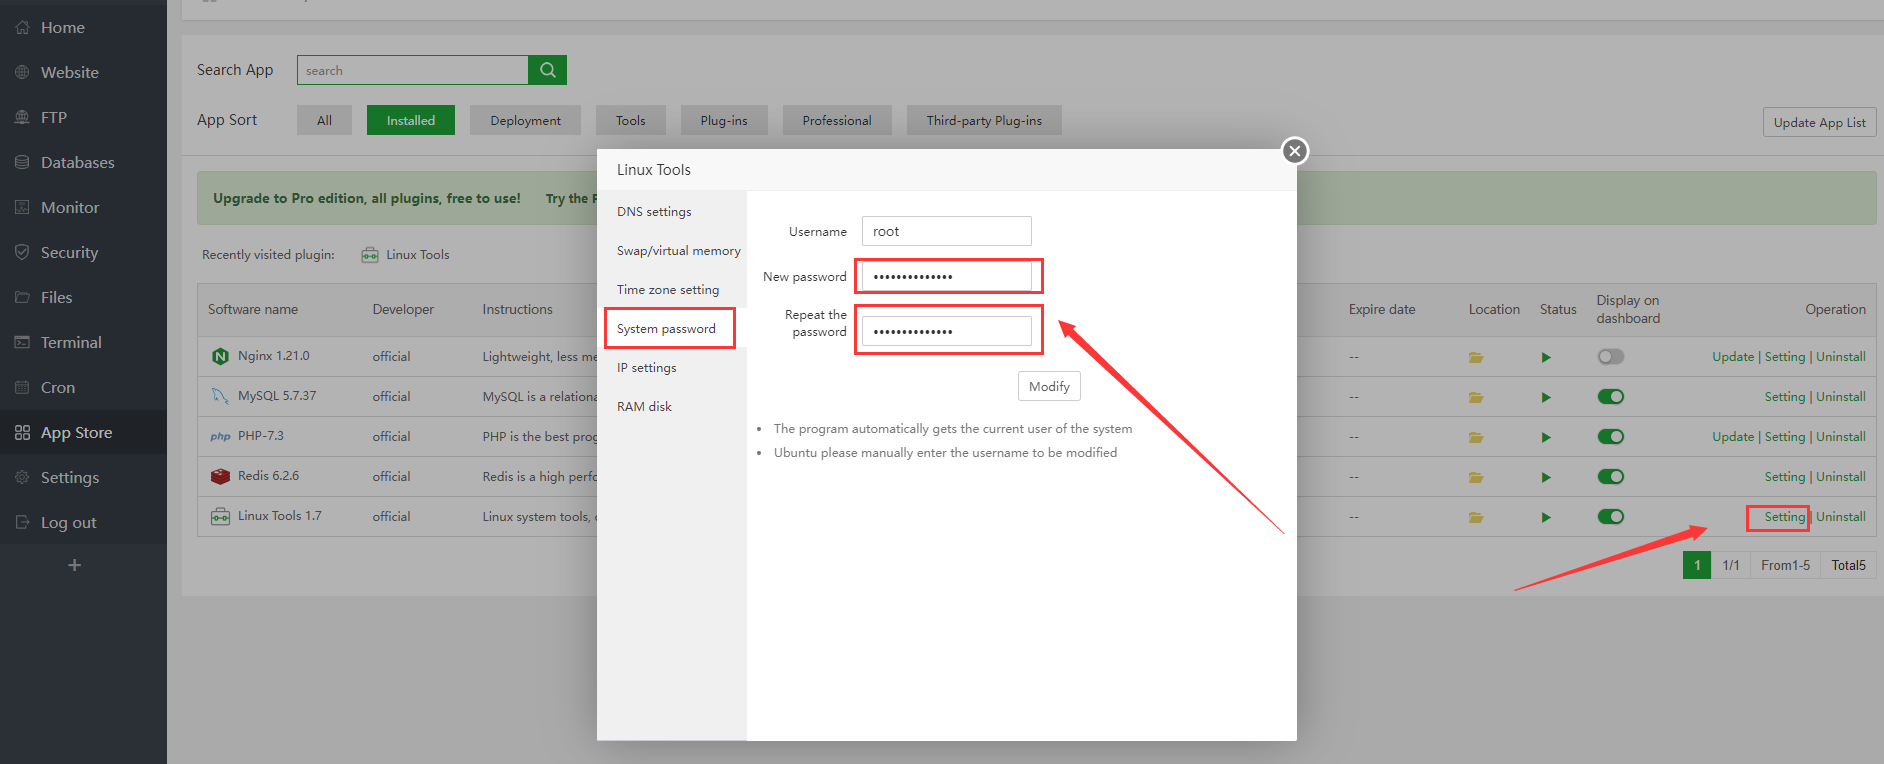 Home
Website
FTP
Databases
Monitor
Security
Files
Terminal
Cron
App Store
Settings
Log out
+
Search App
search
App Sort
All
Installed
Deployment
Tools
Plug-ins
Professional
Third-party Plug-ins
Update App List
Upgrade to Pro edition, all plugins, free to use! Try the
Recently visited plugin: Linux Tools
Software name Developer Instructions Expire date Location Status Display on dashboard Operation
Nginx 1.21.0 official Lightweight, less -- Update | Setting | Uninstall
MySQL 5.7.37 official MySQL is a -- Setting | Uninstall
php PHP-7.3 official PHP is the best -- Update | Setting | Uninstall
Redis 6.2.6 official Redis is a high -- Setting | Uninstall
Linux Tools 1.7 official Linux system tools, -- Setting | Uninstall
1 1/1 From1-5 Total5
Linux Tools
DNS settings
Swap/virtual memory
Time zone setting
System password
IP settings
RAM disk
Username root
New password ••••••••••••••
Repeat the
password ••••••••••••••
Modify
• The program automatically gets the current user of the system
• Ubuntu please manually enter the username to be modified